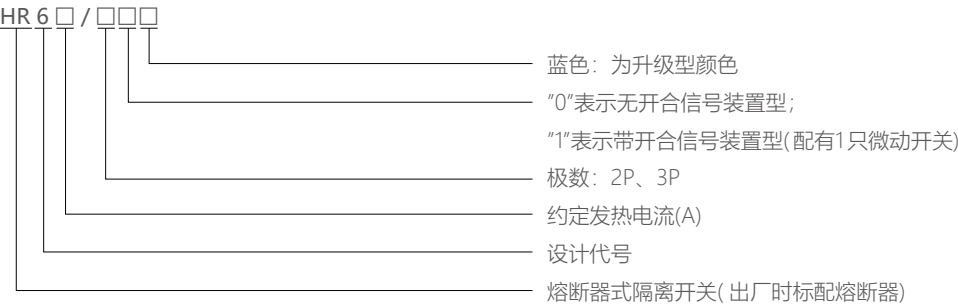 HR 6 □ / □ □ □
蓝色：为升级型颜色
"0"表示无开合信号装置型；
"1"表示带开合信号装置型(配有1只微动开关)
极数：2P、3P
约定发热电流(A)
设计代号
熔断器式隔离开关(出厂时标配熔断器)